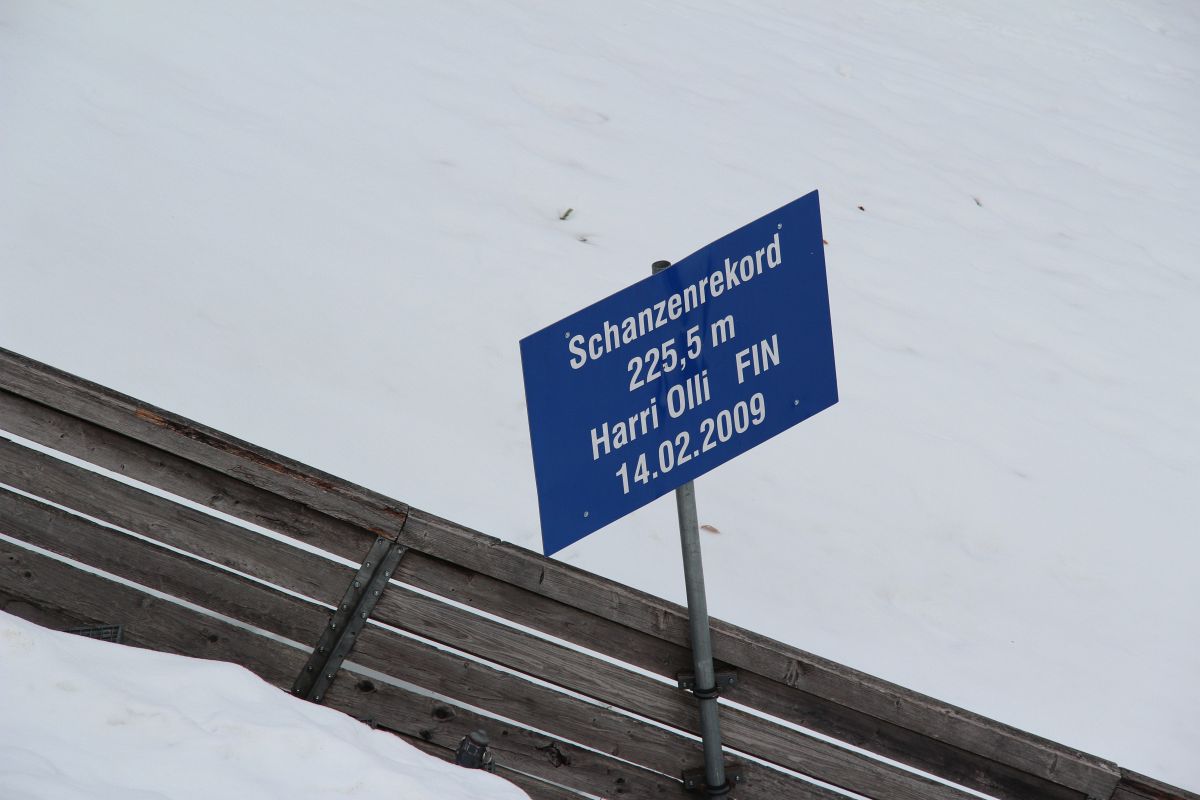 Schanzenrekord
225,5 m
Harri Olli FIN
14.02.2009